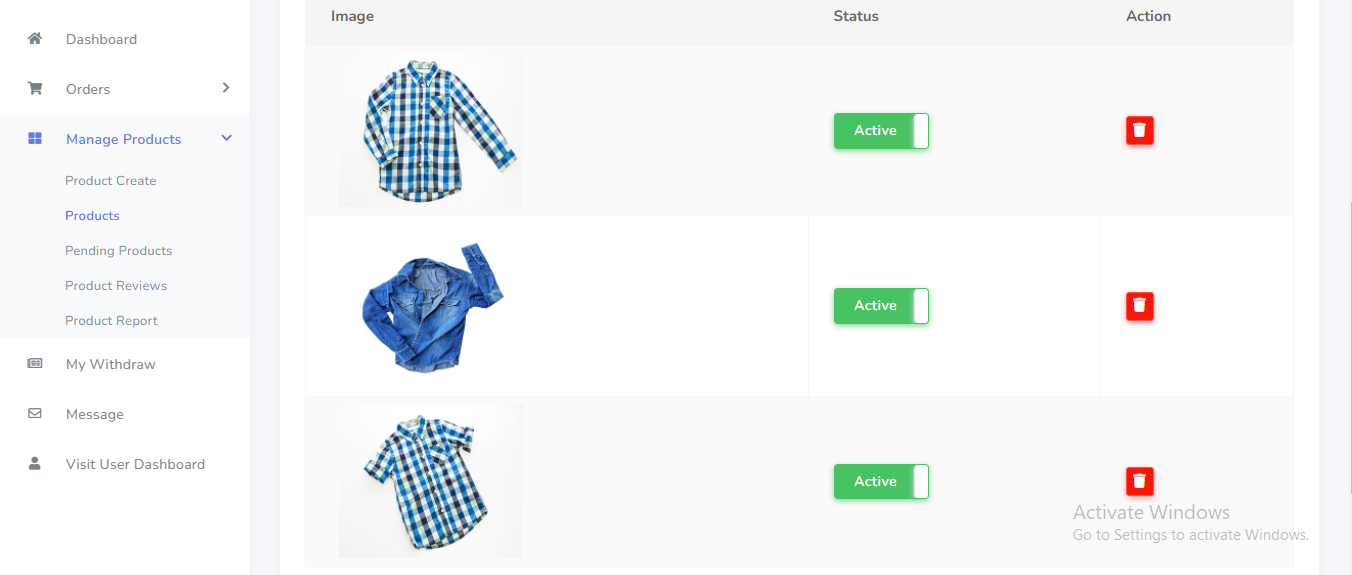 Dashboard
Orders
Manage Products
Product Create
Products
Pending Products
Product Reviews
Product Report
My Withdraw
Message
Visit User Dashboard
Image Status Action
Active
Active
Active
Activate Windows
Go to Settings to activate Windows.